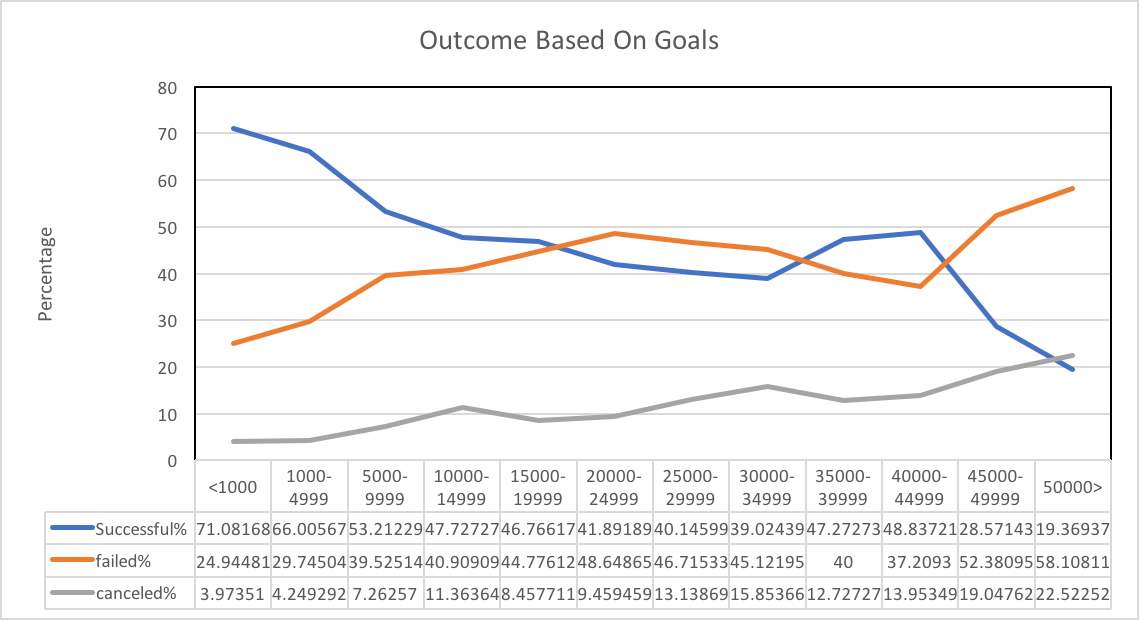 Outcome Based On Goals
80
70
60
50
40
30
20
10
0
Percentage
<1000 1000-4999 5000-9999 10000-14999 15000-19999 20000-24999 25000-29999 30000-34999 35000-39999 40000-44999 45000-49999 50000>
Successful% 71.08168 66.00567 53.21229 47.72727 46.76617 41.89189 40.14599 39.02439 47.27273 48.83721 28.57143 19.36937
failed% 24.94481 29.74504 39.52514 40.90909 44.77612 48.64865 46.71533 45.12195 40 37.2093 52.38095 58.10811
canceled% 3.97351 4.249292 7.26257 11.36364 8.457711 9.459459 13.13869 15.85366 12.72727 13.95349 19.04762 22.52252